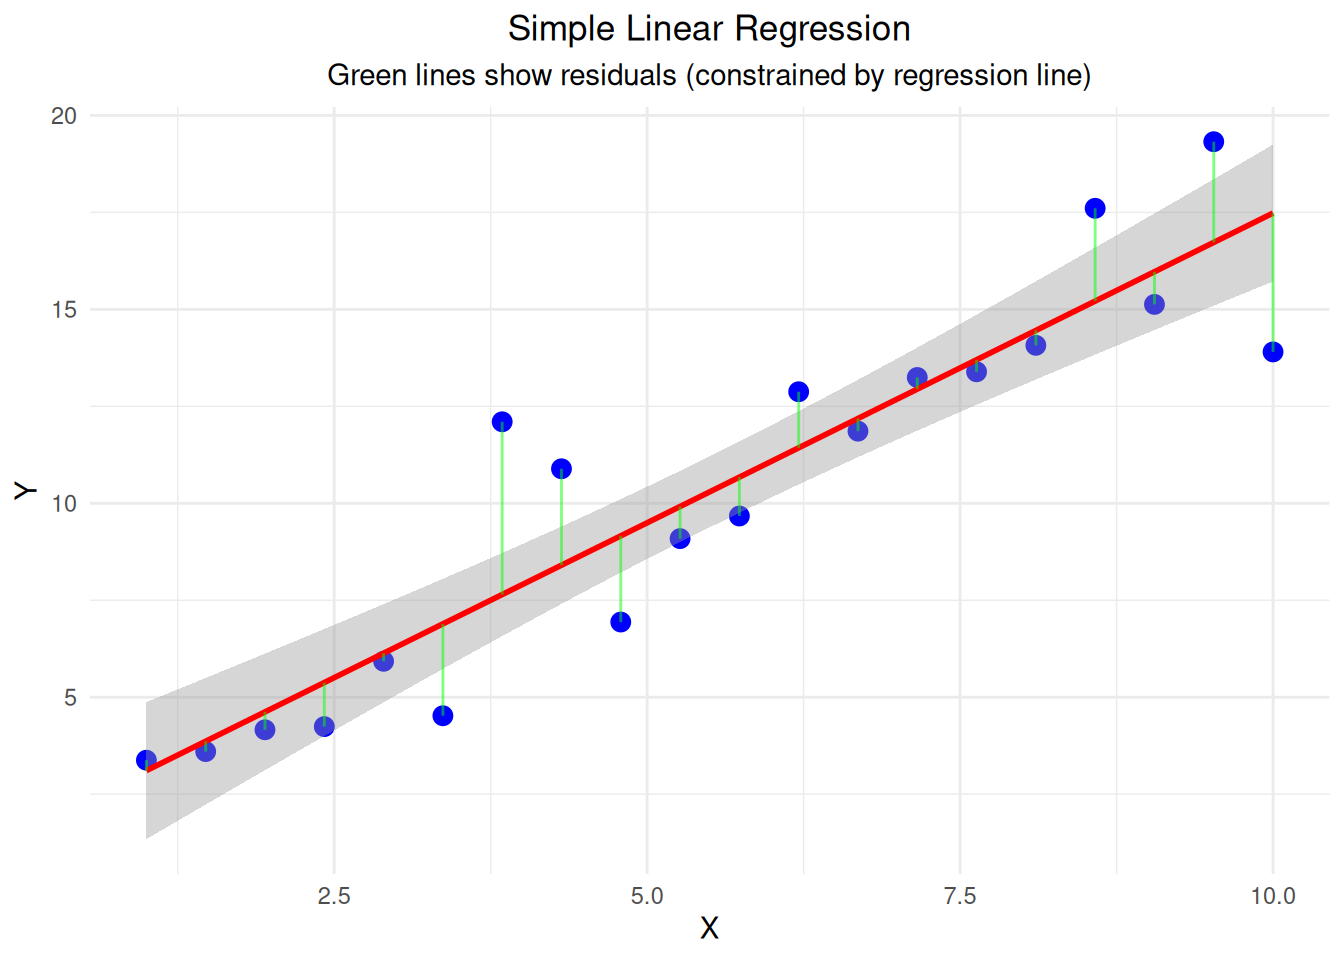 Simple Linear Regression
Green lines show residuals (constrained by regression line)
20
15
10
5
Y
2.5 5.0 7.5 10.0
X